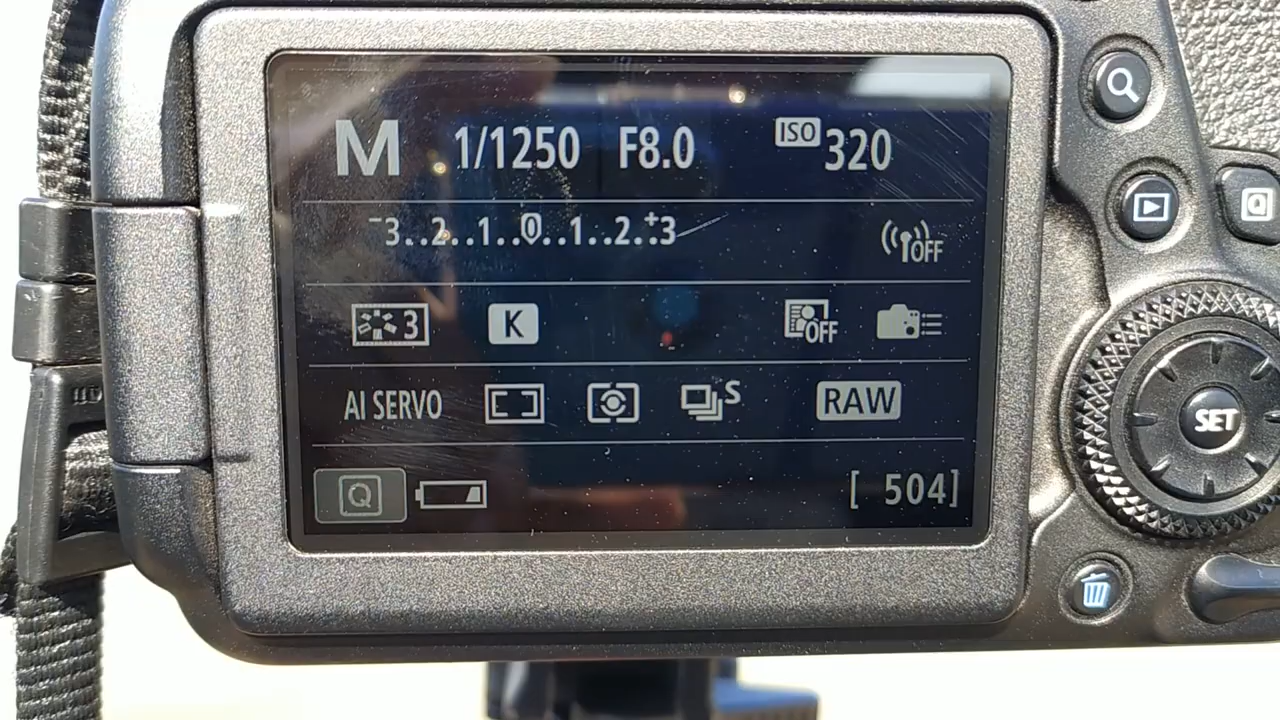 M 1/1250 F8.0 ISO 320
-3..2..1..0..1..2..+3
((•)) OFF
3 K OFF
AI SERVO S RAW
Q [ 504]
Q
SET